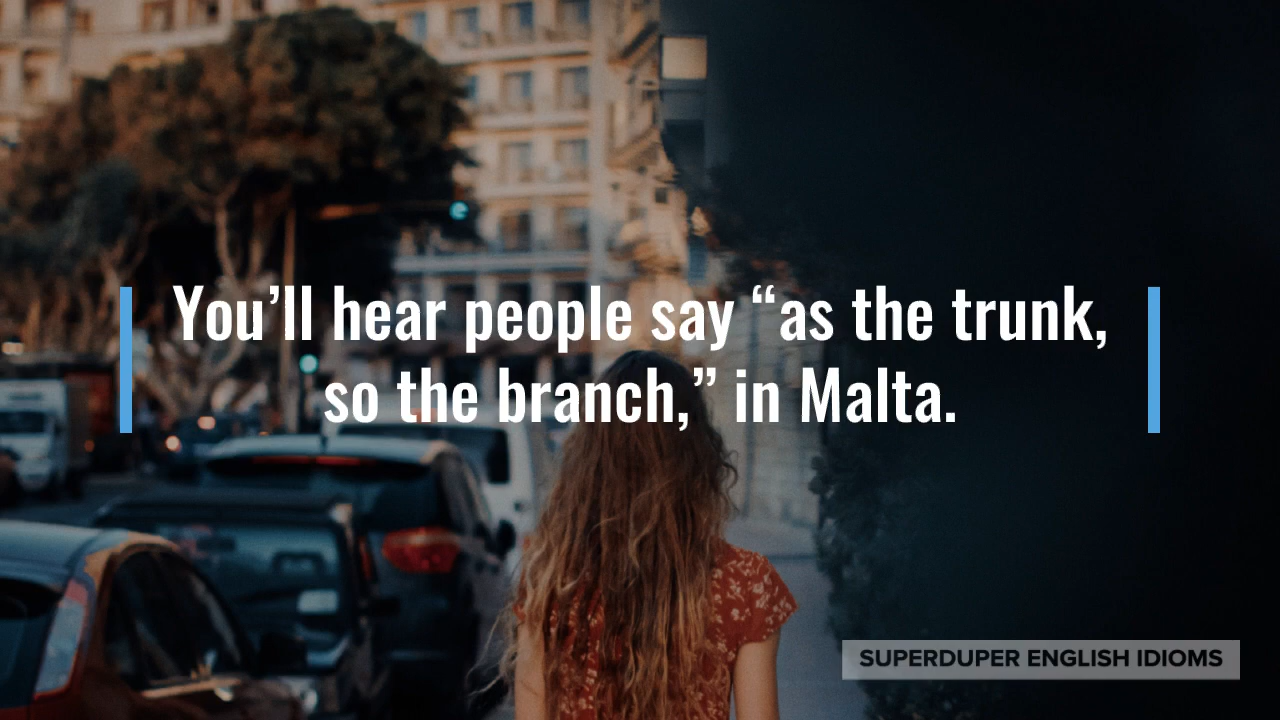 You’ll hear people say “as the trunk,
so the branch,” in Malta.
SUPERDUPER ENGLISH IDIOMS